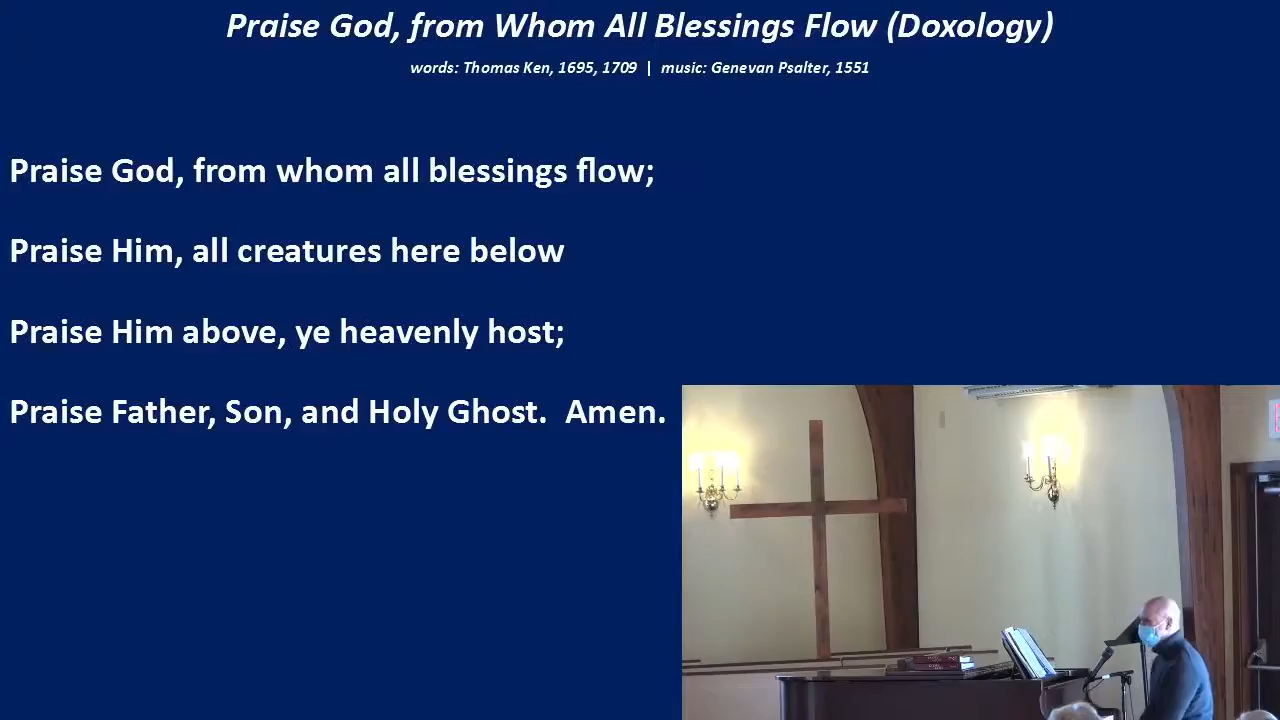 Praise God, from Whom All Blessings Flow (Doxology)
words: Thomas Ken, 1695, 1709 | music: Genevan Psalter, 1551
Praise God, from whom all blessings flow;
Praise Him, all creatures here below
Praise Him above, ye heavenly host;
Praise Father, Son, and Holy Ghost. Amen.